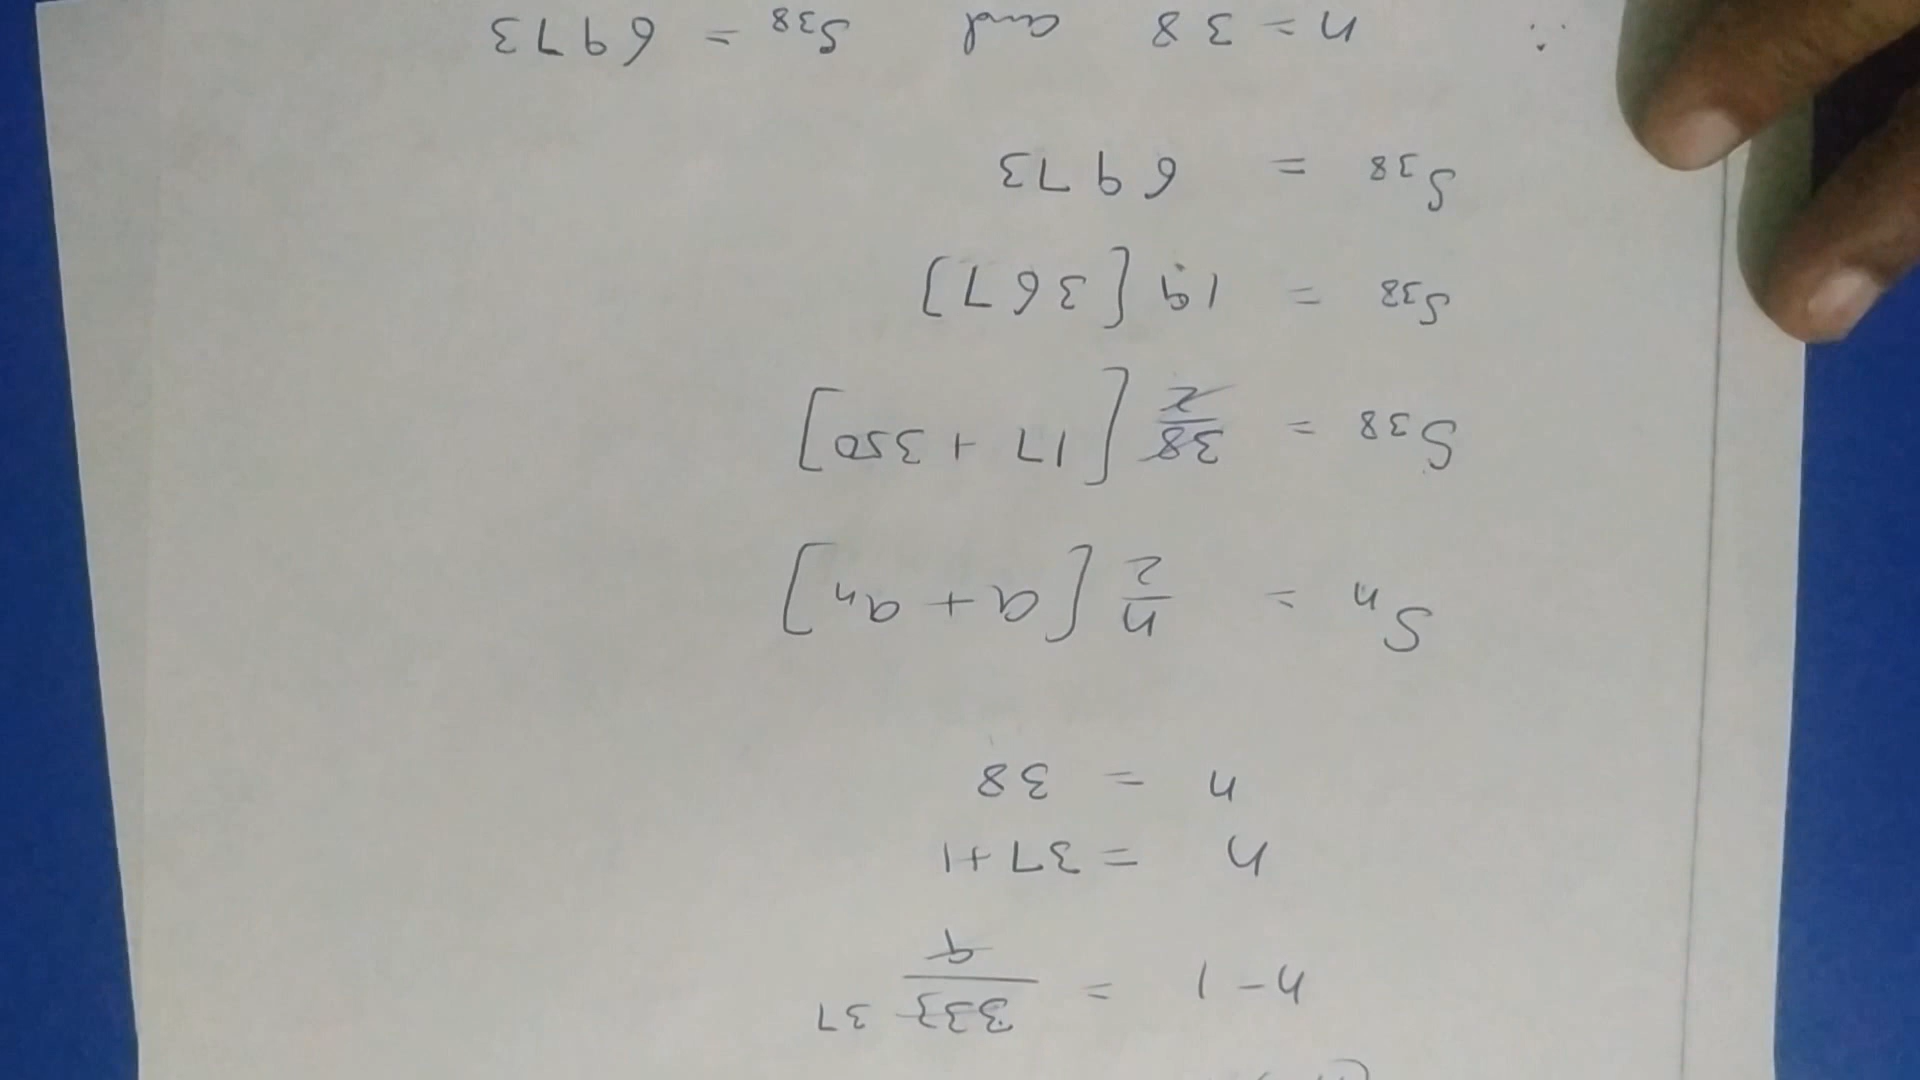 n-1 = 333/9 37
n = 37+1
n = 38
Sn = n/2 [a + an]
S38 = 38/2 [17 + 350]
S38 = 19 [367]
S38 = 6973
∴ n = 38 and S38 = 6973